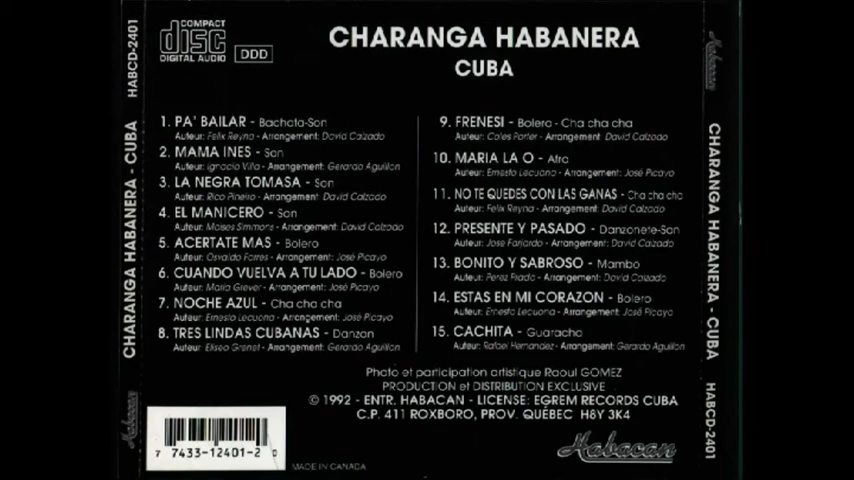 COMPACT
disc
DIGITAL AUDIO
DDD
CHARANGA HABANERA
CUBA
1. PA' BAILAR - Bachata-Son
Auteur: Felix Reyna - Arrangement: David Calzado
2. MAMA INES - Son
Auteur: Ignacio Villa - Arrangement: Gerardo Aguillon
3. LA NEGRA TOMASA - Son
Auteur: Rico Pineiro - Arrangement: David Calzado
4. EL MANICERO - Son
Auteur: Moises Simmons - Arrangement: David Calzado
5. ACERTATE MAS - Bolero
Auteur: Osvaldo Farres - Arrangement: José Picayo
6. CUANDO VUELVA A TU LADO - Bolero
Auteur: Maria Grever - Arrangement: José Picayo
7. NOCHE AZUL - Cha cha cha
Auteur: Ernesto Lecuona - Arrangement: José Picayo
8. TRES LINDAS CUBANAS - Danzon
Auteur: Eliseo Grenet - Arrangement: Gerardo Aguillon
9. FRENESI - Bolero - Cha cha cha
Auteur: Coles Porter - Arrangement: David Calzado
10. MARIA LA O - Afro
Auteur: Ernesto Lecuona - Arrangement: José Picayo
11. NO TE QUEDES CON LAS GANAS - Cha cha cha
Auteur: Felix Reyna - Arrangement: David Calzado
12. PRESENTE Y PASADO - Danzonete-Son
Auteur: Jose Farjardo - Arrangement: David Calzado
13. BONITO Y SABROSO - Mambo
Auteur: Perez Prado - Arrangement: David Calzado
14. ESTAS EN MI CORAZON - Bolero
Auteur: Ernesto Lecuona - Arrangement: José Picayo
15. CACHITA - Guaracha
Auteur: Rafael Hernandez - Arrangement: Gerardo Aguillon
Photo et participation artistique Raoul GOMEZ
PRODUCTION et DISTRIBUTION EXCLUSIVE
© 1992 - ENTR. HABACAN - LICENSE: EGREM RECORDS CUBA
C.P. 411 ROXBORO, PROV. QUÉBEC H8Y 3K4
Habacan
7 7433-12401-2 0
MADE IN CANADA
HABCD-2401
CHARANGA HABANERA - CUBA
Habacan
Habacan
CHARANGA HABANERA - CUBA
HABCD-2401